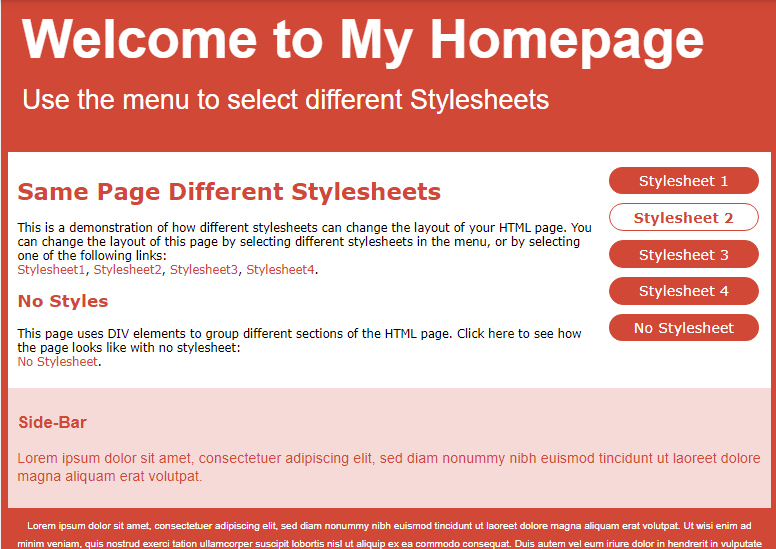 Welcome to My Homepage
Use the menu to select different Stylesheets
Same Page Different Stylesheets
This is a demonstration of how different stylesheets can change the layout of your HTML page. You
can change the layout of this page by selecting different stylesheets in the menu, or by selecting
one of the following links:
Stylesheet1, Stylesheet2, Stylesheet3, Stylesheet4.
No Styles
This page uses DIV elements to group different sections of the HTML page. Click here to see how
the page looks like with no stylesheet:
No Stylesheet.
Stylesheet 1
Stylesheet 2
Stylesheet 3
Stylesheet 4
No Stylesheet
Side-Bar
Lorem ipsum dolor sit amet, consectetuer adipiscing elit, sed diam nonummy nibh euismod tincidunt ut laoreet dolore
magna aliquam erat volutpat.
Lorem ipsum dolor sit amet, consectetuer adipiscing elit, sed diam nonummy nibh euismod tincidunt ut laoreet dolore magna aliquam erat volutpat. Ut wisi enim ad
minim veniam, quis nostrud exerci tation ullamcorper suscipit lobortis nisl ut aliquip ex ea commodo consequat. Duis autem vel eum iriure dolor in hendrerit in vulputate